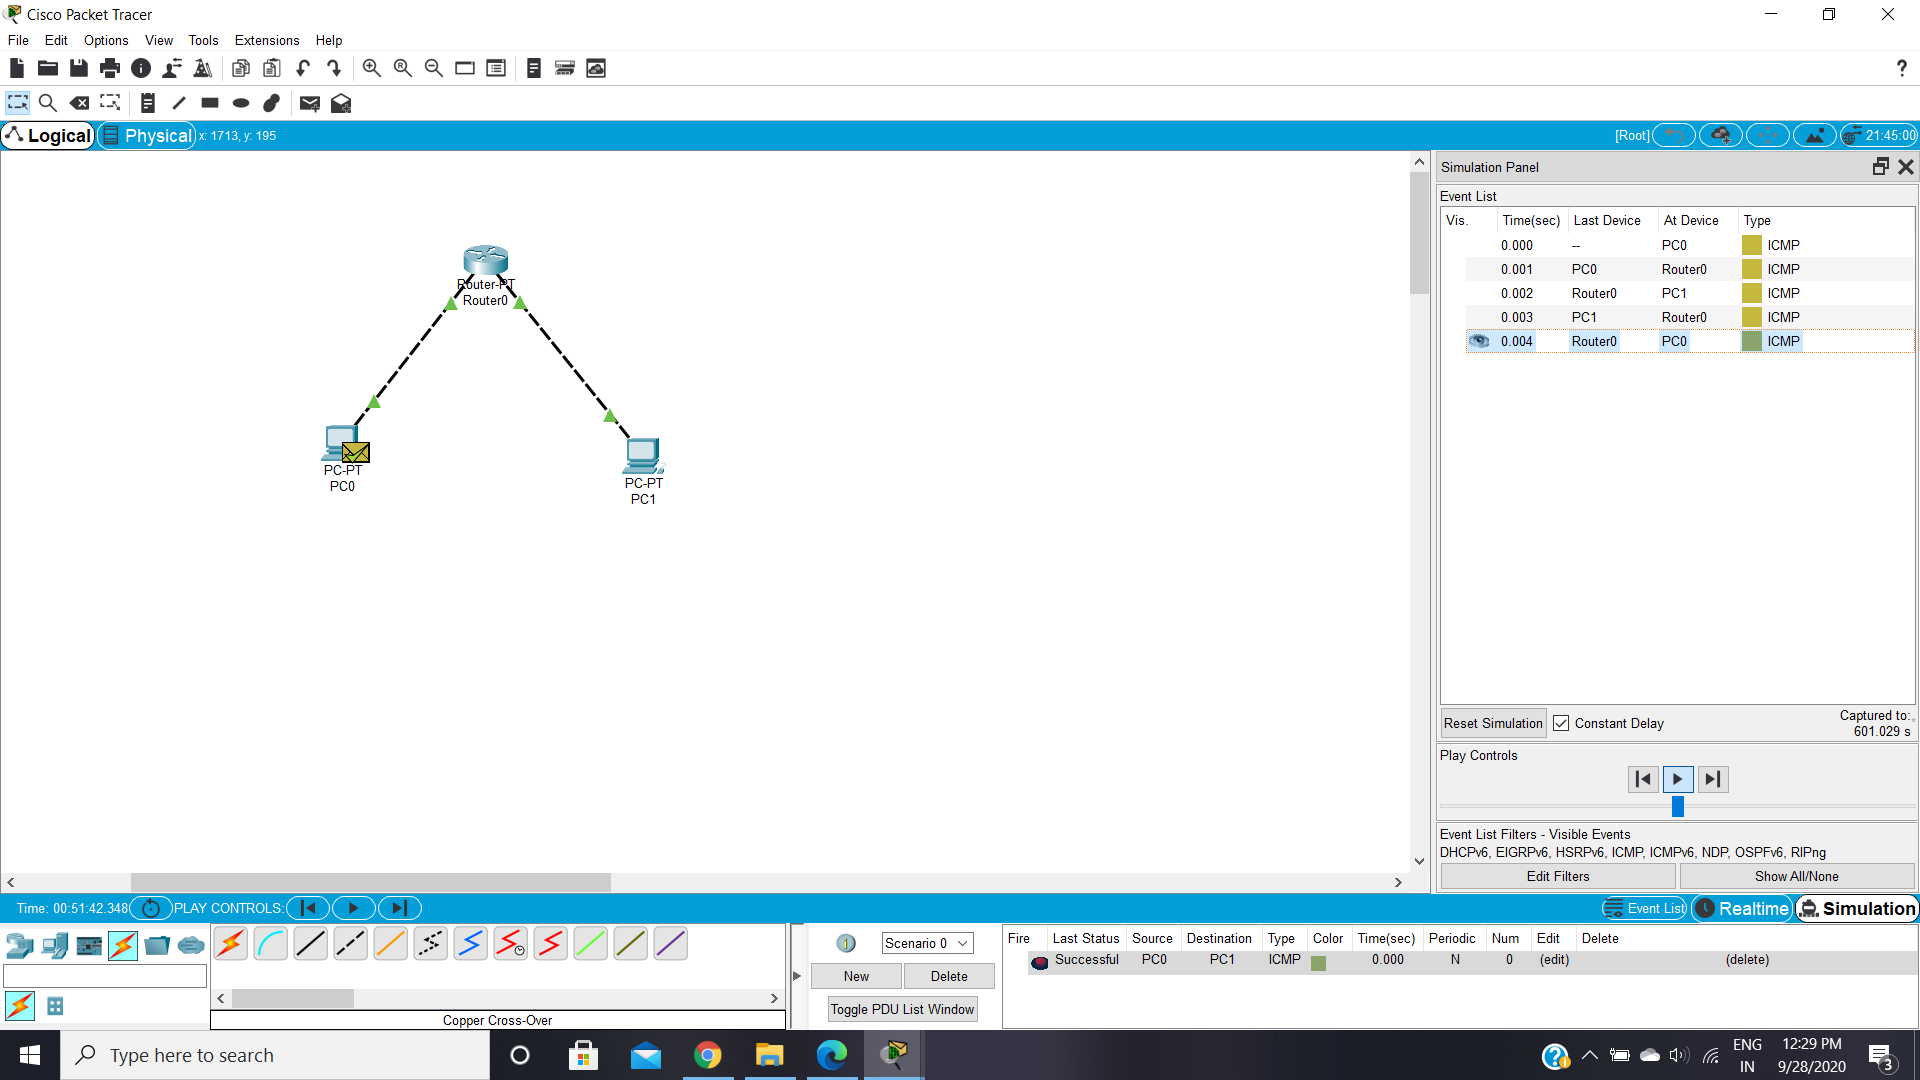 Cisco Packet Tracer
File Edit Options View Tools Extensions Help
?
Logical Physical x: 1713, y: 195 [Root] 21:45:00
Simulation Panel
Event List
Vis. Time(sec) Last Device At Device Type
0.000 -- PC0 ICMP
0.001 PC0 Router0 ICMP
0.002 Router0 PC1 ICMP
0.003 PC1 Router0 ICMP
0.004 Router0 PC0 ICMP
Router-PT
Router0
PC-PT
PC0
PC-PT
PC1
Reset Simulation Constant Delay Captured to:
601.029 s
Play Controls
Event List Filters - Visible Events
DHCPv6, EIGRPv6, HSRPv6, ICMP, ICMPv6, NDP, OSPFv6, RIPng
Edit Filters Show All/None
Time: 00:51:42.348 PLAY CONTROLS: Event List Realtime Simulation
Scenario 0
New Delete
Toggle PDU List Window
Fire Last Status Source Destination Type Color Time(sec) Periodic Num Edit Delete
Successful PC0 PC1 ICMP 0.000 N 0 (edit) (delete)
Copper Cross-Over
Type here to search
ENG
IN
12:29 PM
9/28/2020
3